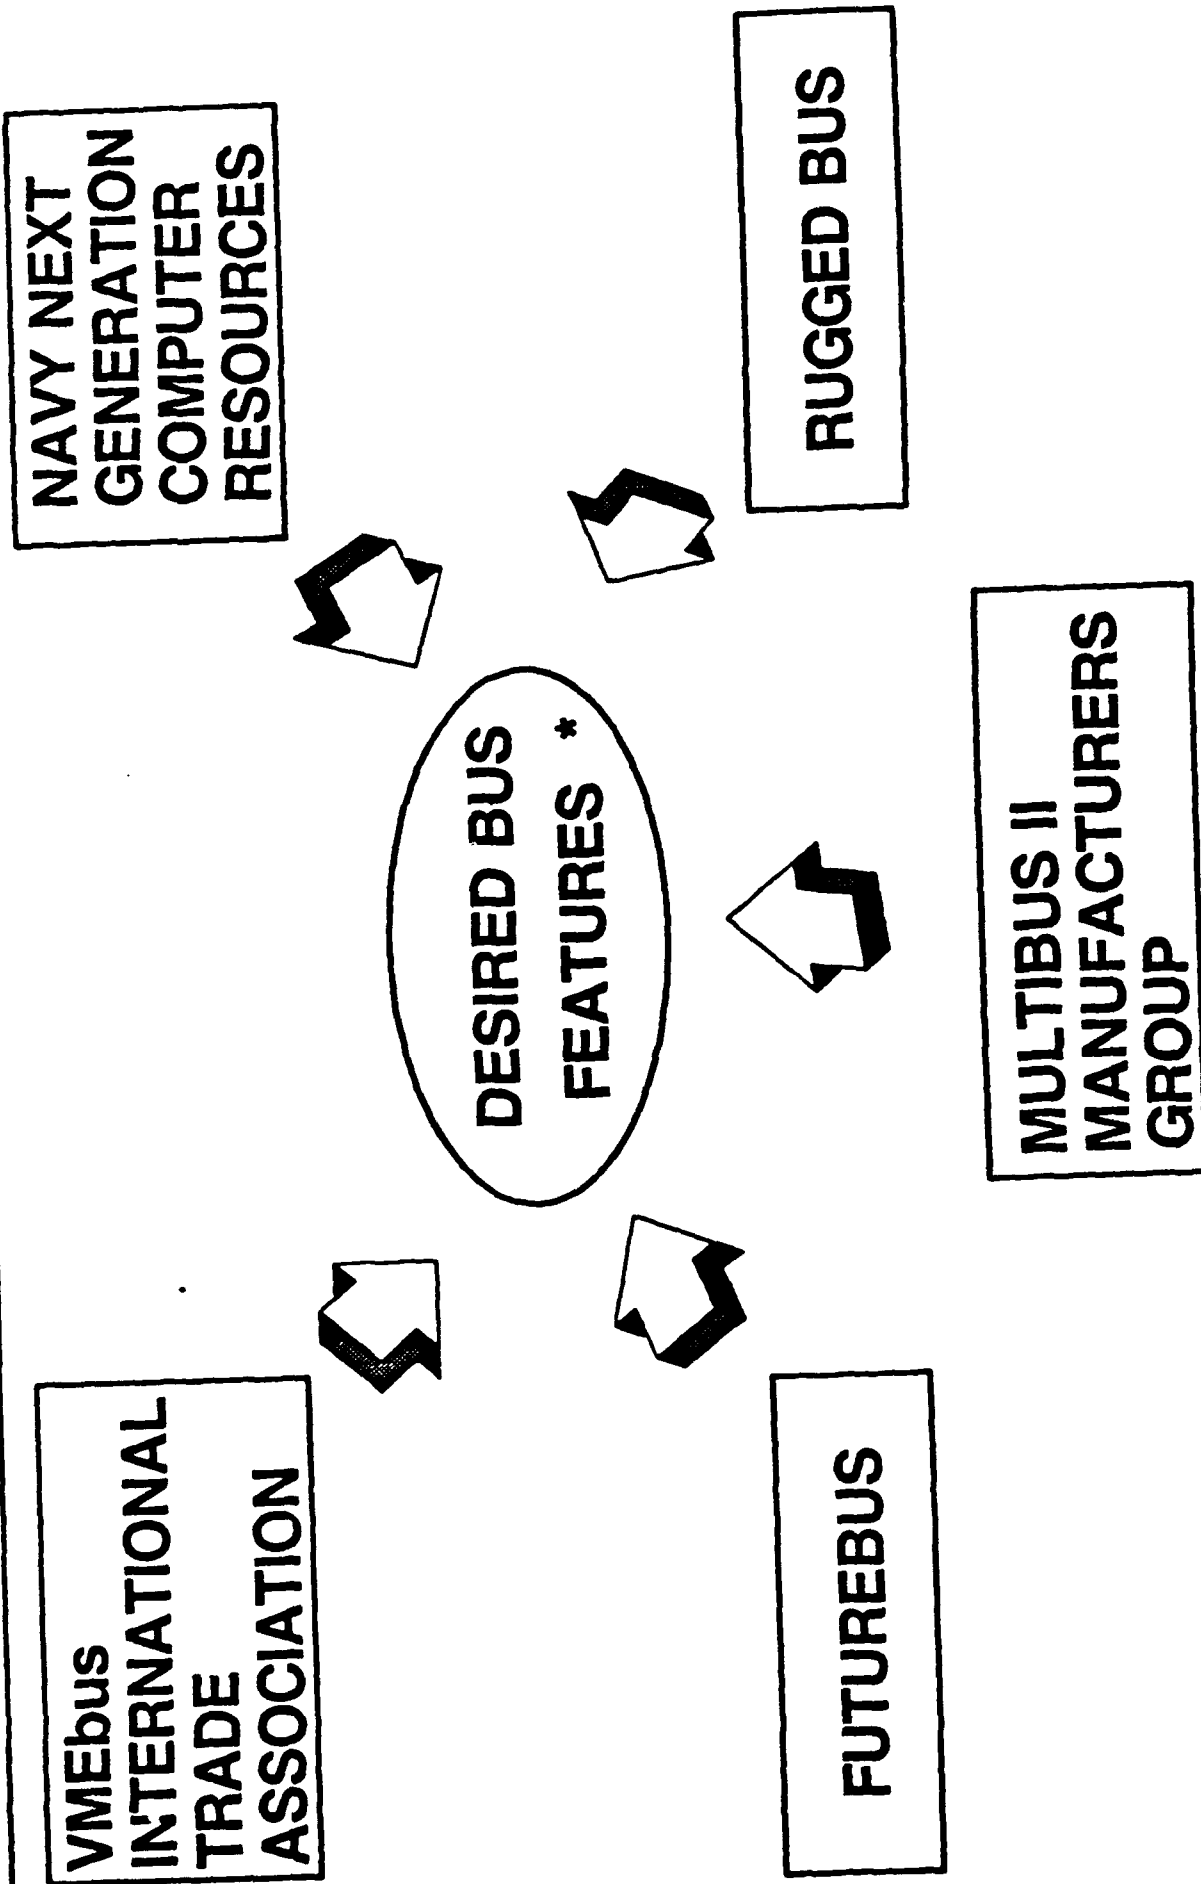 VMEbus
INTERNATIONAL
TRADE
ASSOCIATION
NAVY NEXT
GENERATION
COMPUTER
RESOURCES
DESIRED BUS
FEATURES *
FUTUREBUS
RUGGED BUS
MULTIBUS II
MANUFACTURERS
GROUP